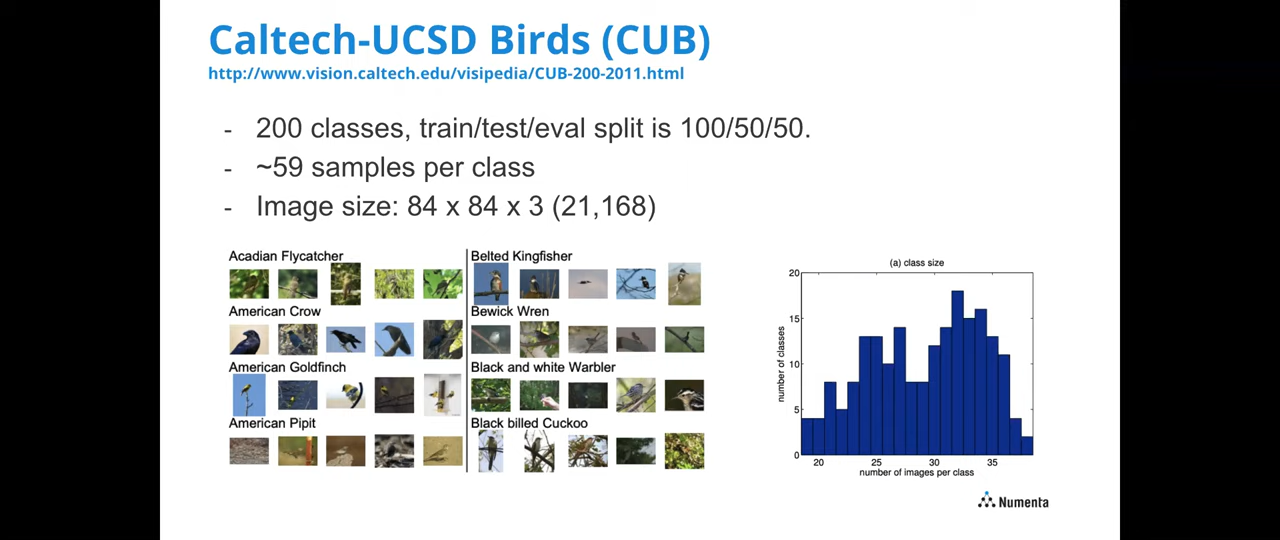 Caltech-UCSD Birds (CUB)
http://www.vision.caltech.edu/visipedia/CUB-200-2011.html
- 200 classes, train/test/eval split is 100/50/50.
- ~59 samples per class
- Image size: 84 x 84 x 3 (21,168)
Acadian Flycatcher
American Crow
American Goldfinch
American Pipit
Belted Kingfisher
Bewick Wren
Black and white Warbler
Black billed Cuckoo
(a) class size
number of classes
20
15
10
5
0
20 25 30 35
number of images per class
Numenta